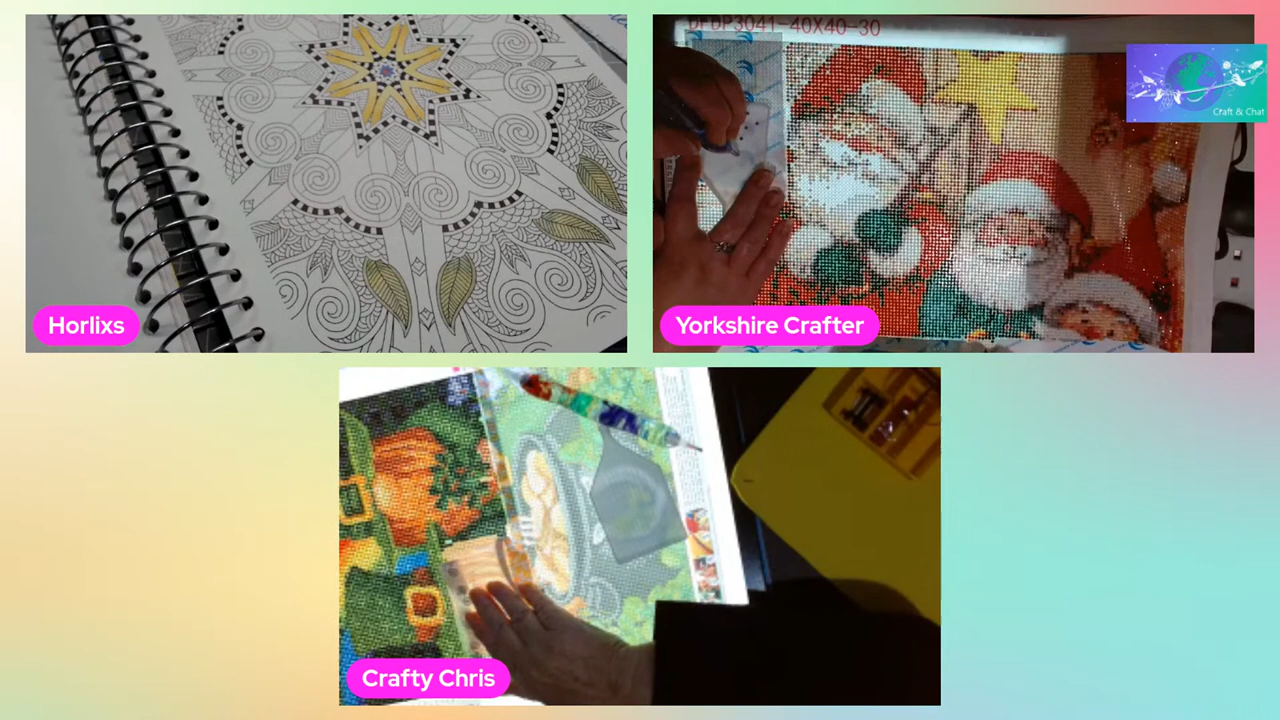 DFDP3041-40X40-30
Craft & Chat
Horlixs
Yorkshire Crafter
Crafty Chris